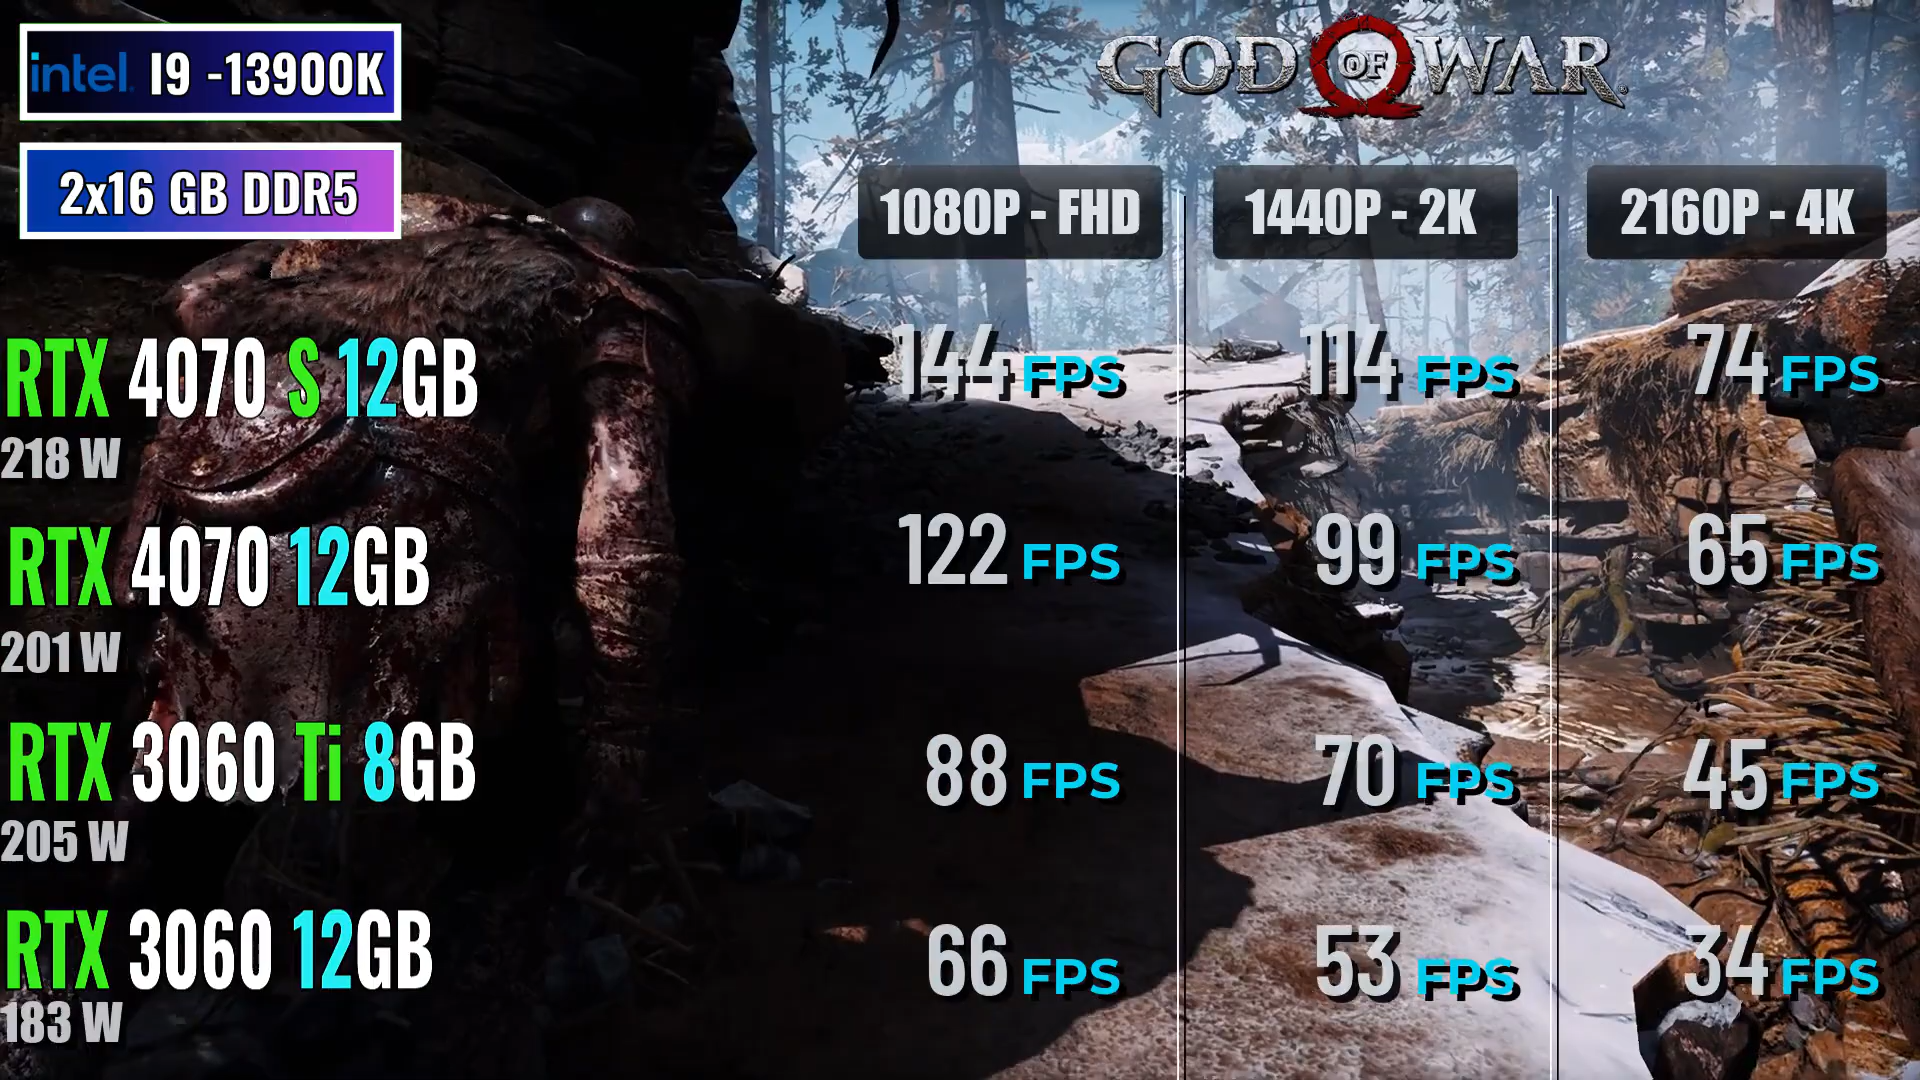 intel. I9 -13900K
2x16 GB DDR5
GOD OF WAR
1080P - FHD 1440P - 2K 2160P - 4K
RTX 4070 S 12GB 144 FPS 114 FPS 74 FPS
218 W
RTX 4070 12GB 122 FPS 99 FPS 65 FPS
201 W
RTX 3060 Ti 8GB 88 FPS 70 FPS 45 FPS
205 W
RTX 3060 12GB 66 FPS 53 FPS 34 FPS
183 W